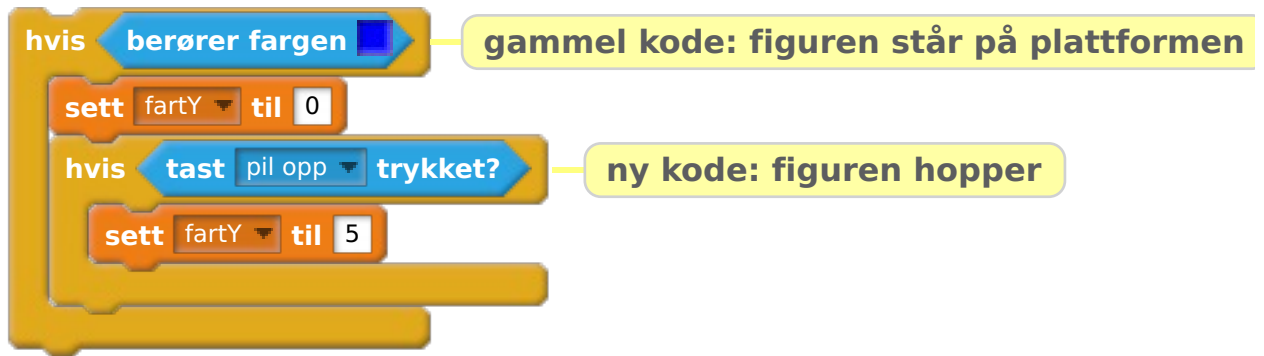 hvis berører fargen gammel kode: figuren står på plattformen
sett fartY til 0
hvis tast pil opp trykket? ny kode: figuren hopper
sett fartY til 5